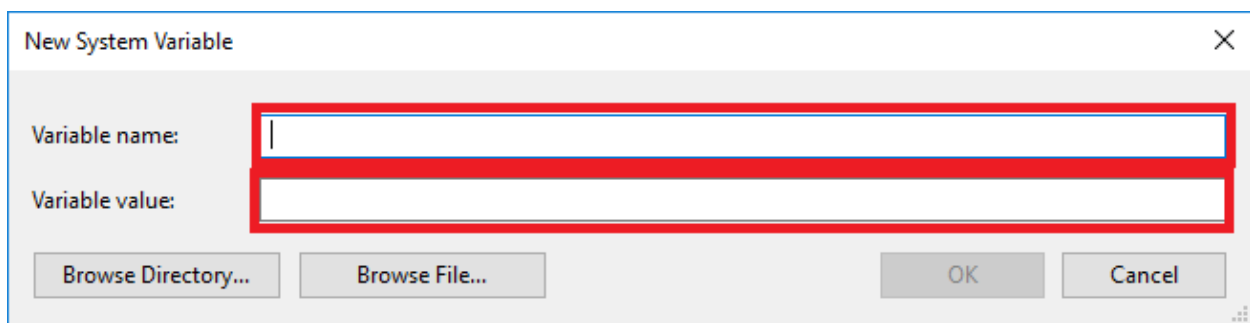 New System Variable
Variable name:
Variable value:
Browse Directory... Browse File... OK Cancel